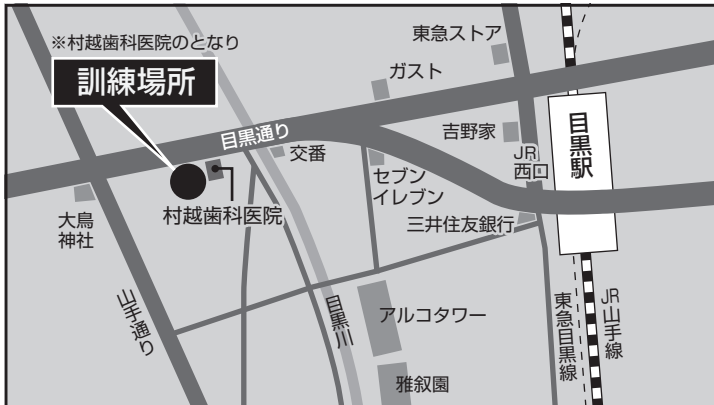 ※村越歯科医院のとなり
訓練場所
東急ストア
ガスト
目黒通り
交番
吉野家
JR
西口
目黒駅
セブン
イレブン
大鳥
神社
村越歯科医院
三井住友銀行
山手通り
目黒川
アルコタワー
雅叙園
東急目黒線
JR山手線